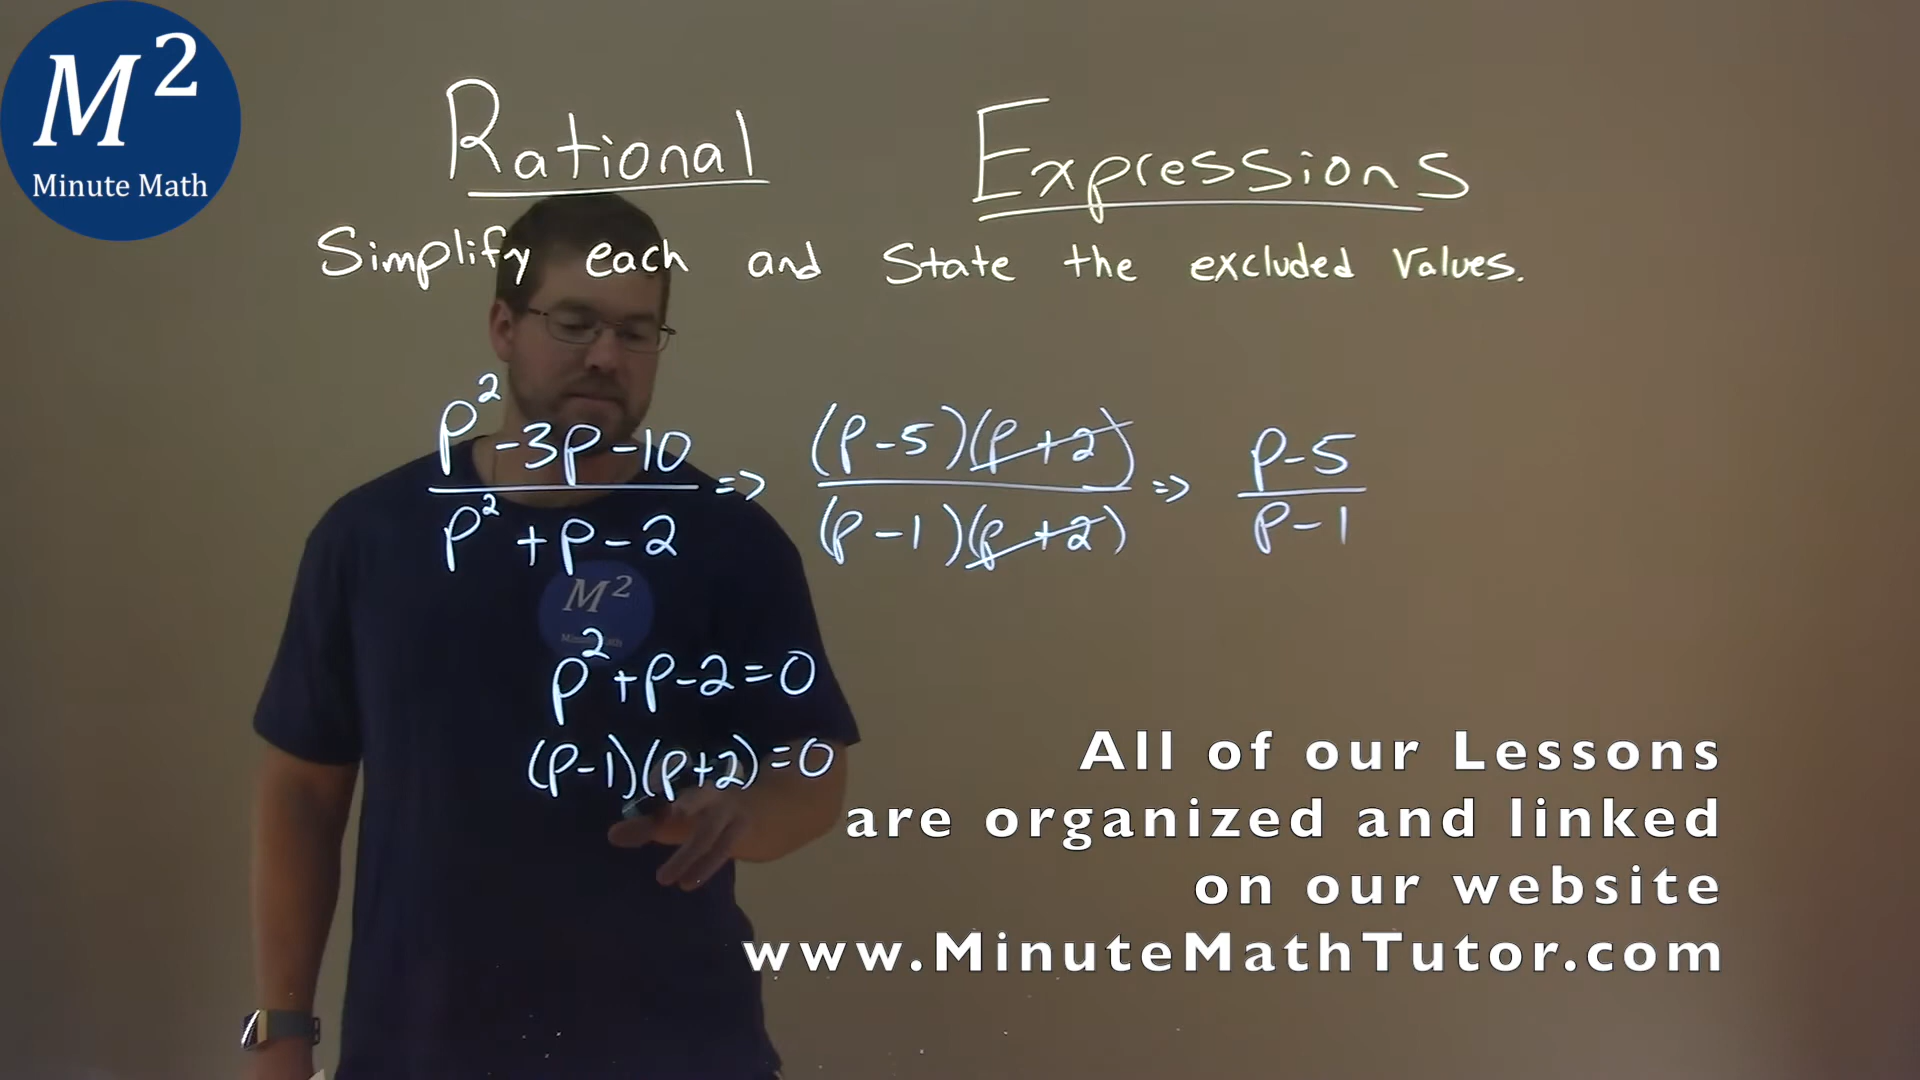 M²
Minute Math
Rational Expressions
Simplify each and State the excluded Values.
p² - 3p - 10 / p² + p - 2 => (p - 5)(p + 2) / (p - 1)(p + 2) => p - 5 / p - 1
M²
Minute Math
p² + p - 2 = 0
(p - 1)(p + 2) = 0
All of our Lessons
are organized and linked
on our website
www.MinuteMathTutor.com